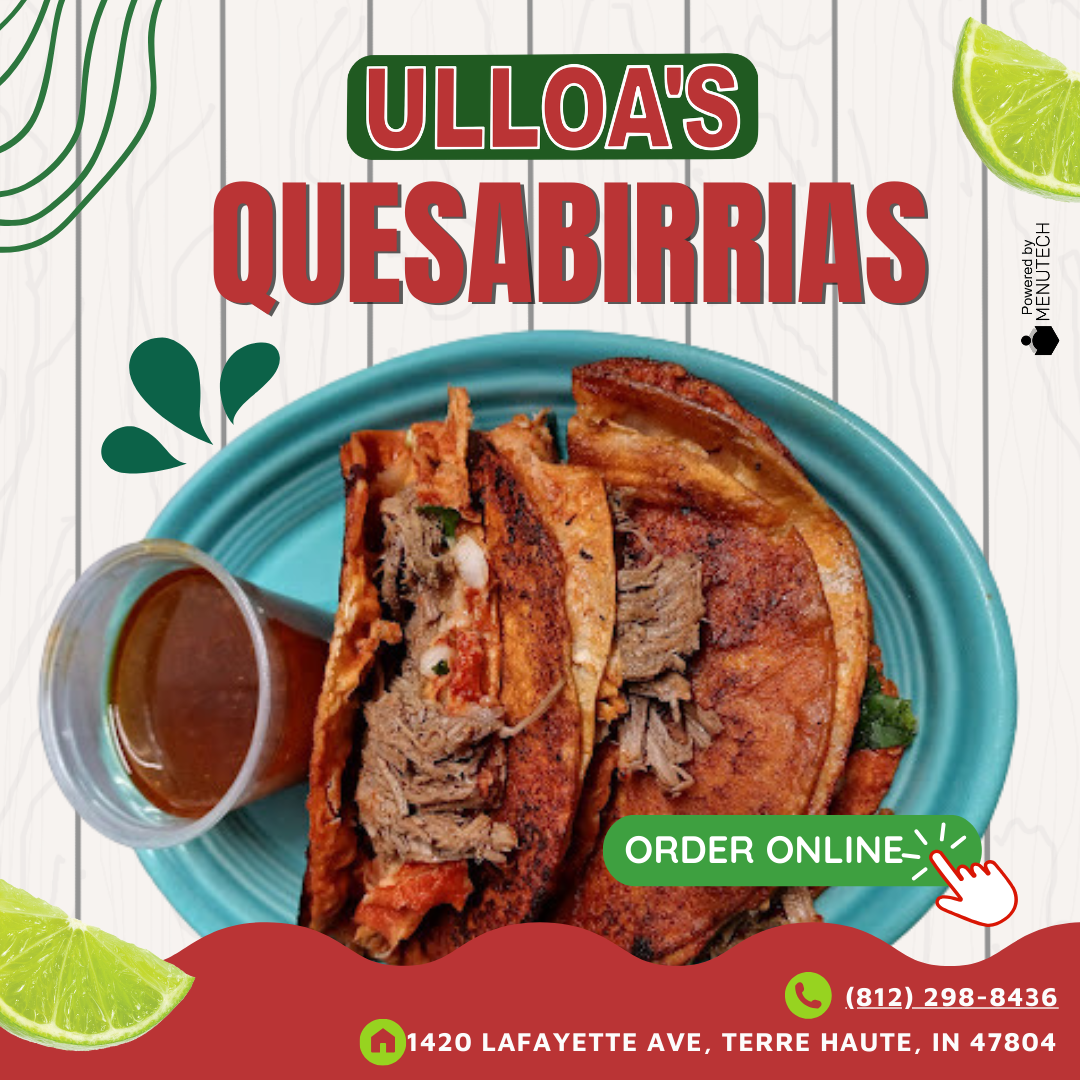 ULLOA'S
QUESABIRRIAS
Powered by
MENUTECH
ORDER ONLINE
(812) 298-8436
1420 LAFAYETTE AVE, TERRE HAUTE, IN 47804